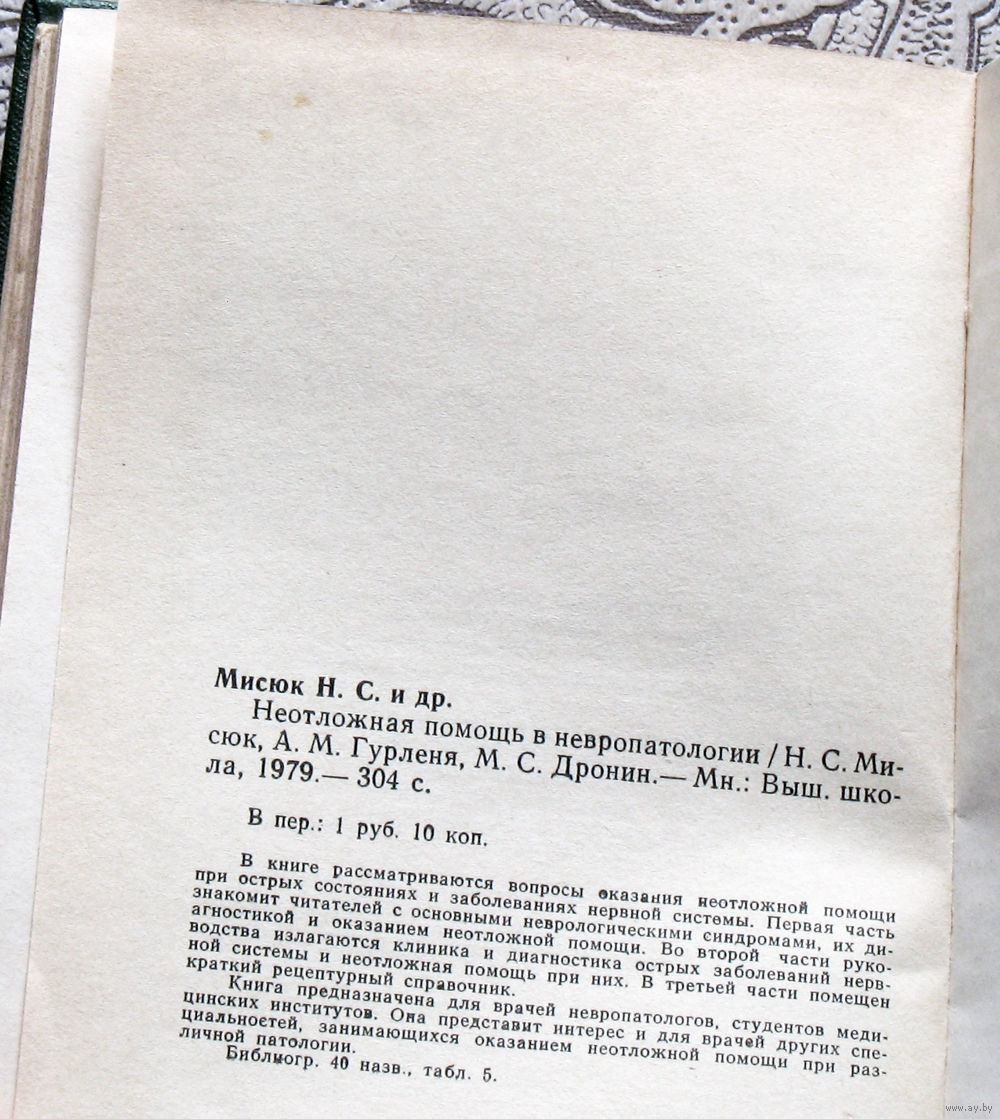 Мисюк Н. С. и др.
Неотложная помощь в невропатологии / Н. С. Ми-
сюк, А. М. Гурленя, М. С. Дронин.— Мн.: Выш. шко-
ла, 1979.— 304 с.
В пер.: 1 руб. 10 коп.
В книге рассматриваются вопросы оказания неотложной помощи
при острых состояниях и заболеваниях нервной системы. Первая часть
знакомит читателей с основными неврологическими синдромами, их ди-
агностикой и оказанием неотложной помощи. Во второй части руко-
водства излагаются клиника и диагностика острых заболеваний нерв-
ной системы и неотложная помощь при них. В третьей части помещен
краткий рецептурный справочник.
Книга предназначена для врачей невропатологов, студентов меди-
цинских институтов. Она представит интерес и для врачей других спе-
циальностей, занимающихся оказанием неотложной помощи при раз-
личной патологии.
Библиогр. 40 назв., табл. 5.
www.ay.by